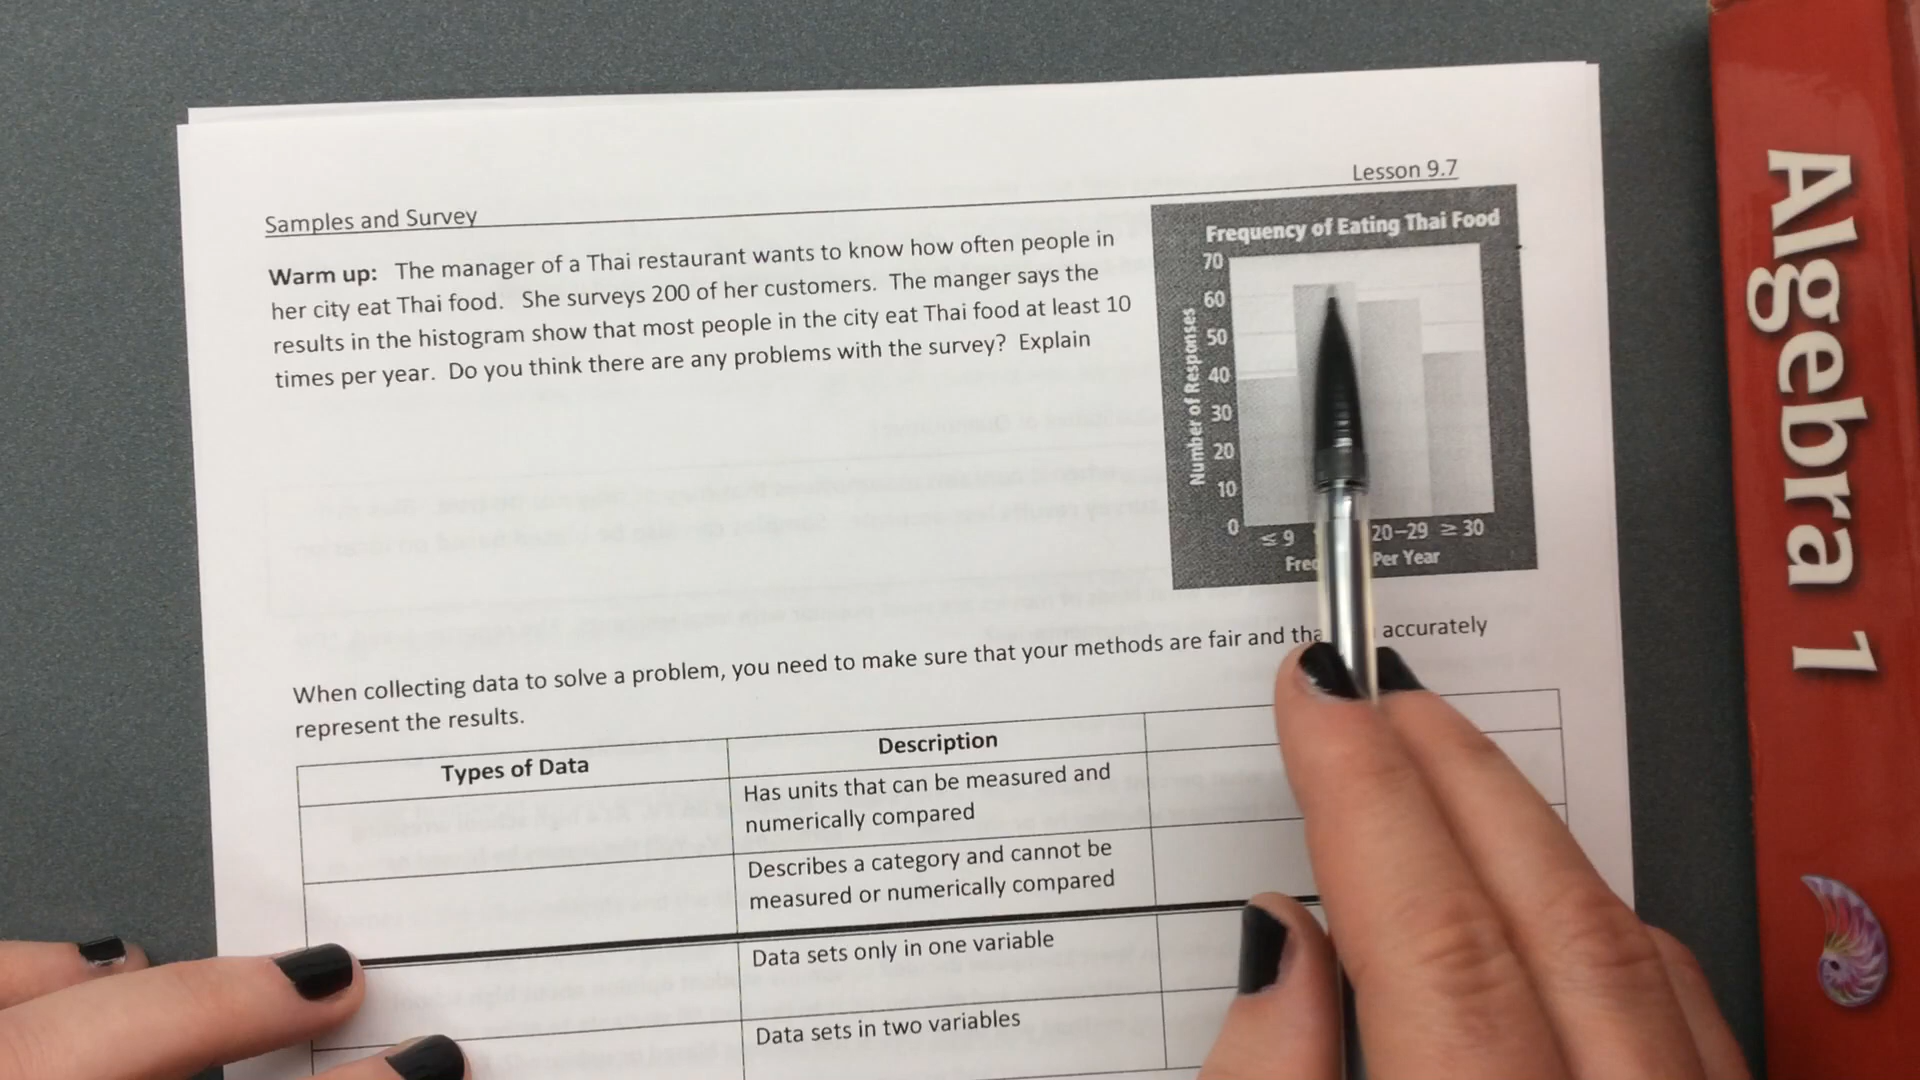 Lesson 9.7
Samples and Survey
Warm up: The manager of a Thai restaurant wants to know how often people in
her city eat Thai food. She surveys 200 of her customers. The manger says the
results in the histogram show that most people in the city eat Thai food at least 10
times per year. Do you think there are any problems with the survey? Explain
Frequency of Eating Thai Food
Number of Responses
70
60
50
40
30
20
10
0
≤ 9 20–29 ≥ 30
Per Year
When collecting data to solve a problem, you need to make sure that your methods are fair and accurately
represent the results.
Types of Data Description
Has units that can be measured and
numerically compared
Describes a category and cannot be
measured or numerically compared
Data sets only in one variable
Data sets in two variables
Algebra 1